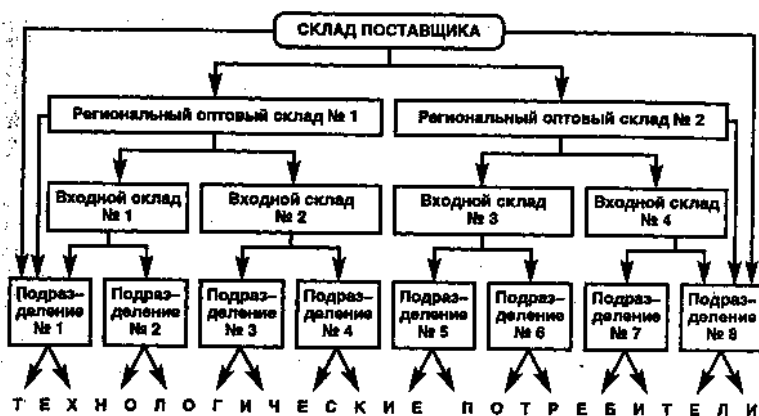 СКЛАД ПОСТАВЩИКА
Региональный оптовый склад № 1
Региональный оптовый склад № 2
Входной склад
№ 1
Входной склад
№ 2
Входной склад
№ 3
Входной склад
№ 4
Подраз-
деление
№ 1
Подраз-
деление
№ 2
Подраз-
деление
№ 3
Подраз-
деление
№ 4
Подраз-
деление
№ 5
Подраз-
деление
№ 6
Подраз-
деление
№ 7
Подраз-
деление
№ 8
ТЕХНОЛОГИЧЕСКИЕ ПОТРЕБИТЕЛИ